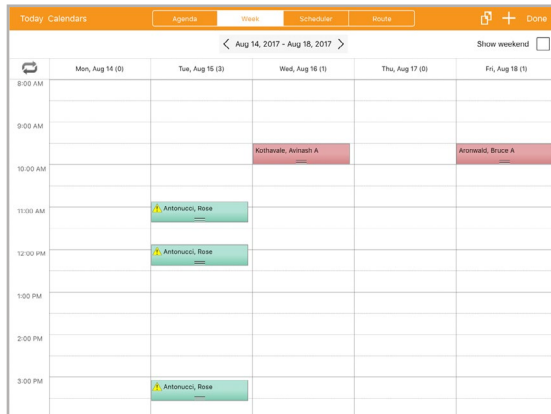 Today Calendars Agenda Week Scheduler Route Done
Aug 14, 2017 - Aug 18, 2017 Show weekend
Mon, Aug 14 (0) Tue, Aug 15 (3) Wed, Aug 16 (1) Thu, Aug 17 (0) Fri, Aug 18 (1)
8:00 AM
9:00 AM
Kothavale, Avinash A Aronwald, Bruce A
10:00 AM
Antonucci, Rose
11:00 AM
Antonucci, Rose
12:00 PM
1:00 PM
2:00 PM
3:00 PM
Antonucci, Rose